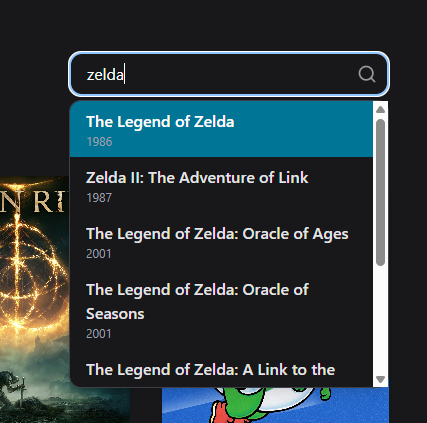 zelda
The Legend of Zelda
1986
Zelda II: The Adventure of Link
1987
N RI
The Legend of Zelda: Oracle of Ages
2001
The Legend of Zelda: Oracle of
Seasons
2001
The Legend of Zelda: A Link to the